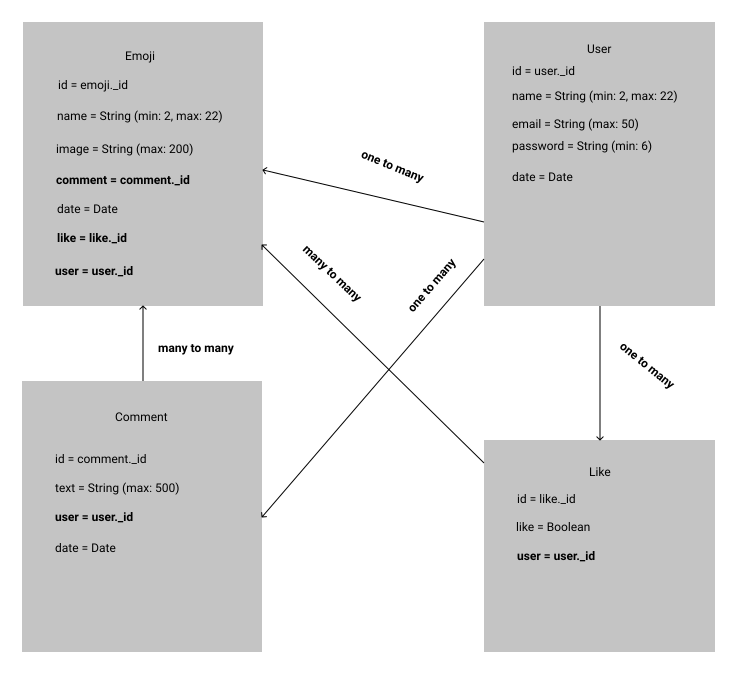 Emoji
id = emoji._id
name = String (min: 2, max: 22)
image = String (max: 200)
comment = comment._id
date = Date
like = like._id
user = user._id
User
id = user._id
name = String (min: 2, max: 22)
email = String (max: 50)
password = String (min: 6)
date = Date
one to many
many to many
one to many
many to many
one to many
Comment
id = comment._id
text = String (max: 500)
user = user._id
date = Date
Like
id = like._id
like = Boolean
user = user._id